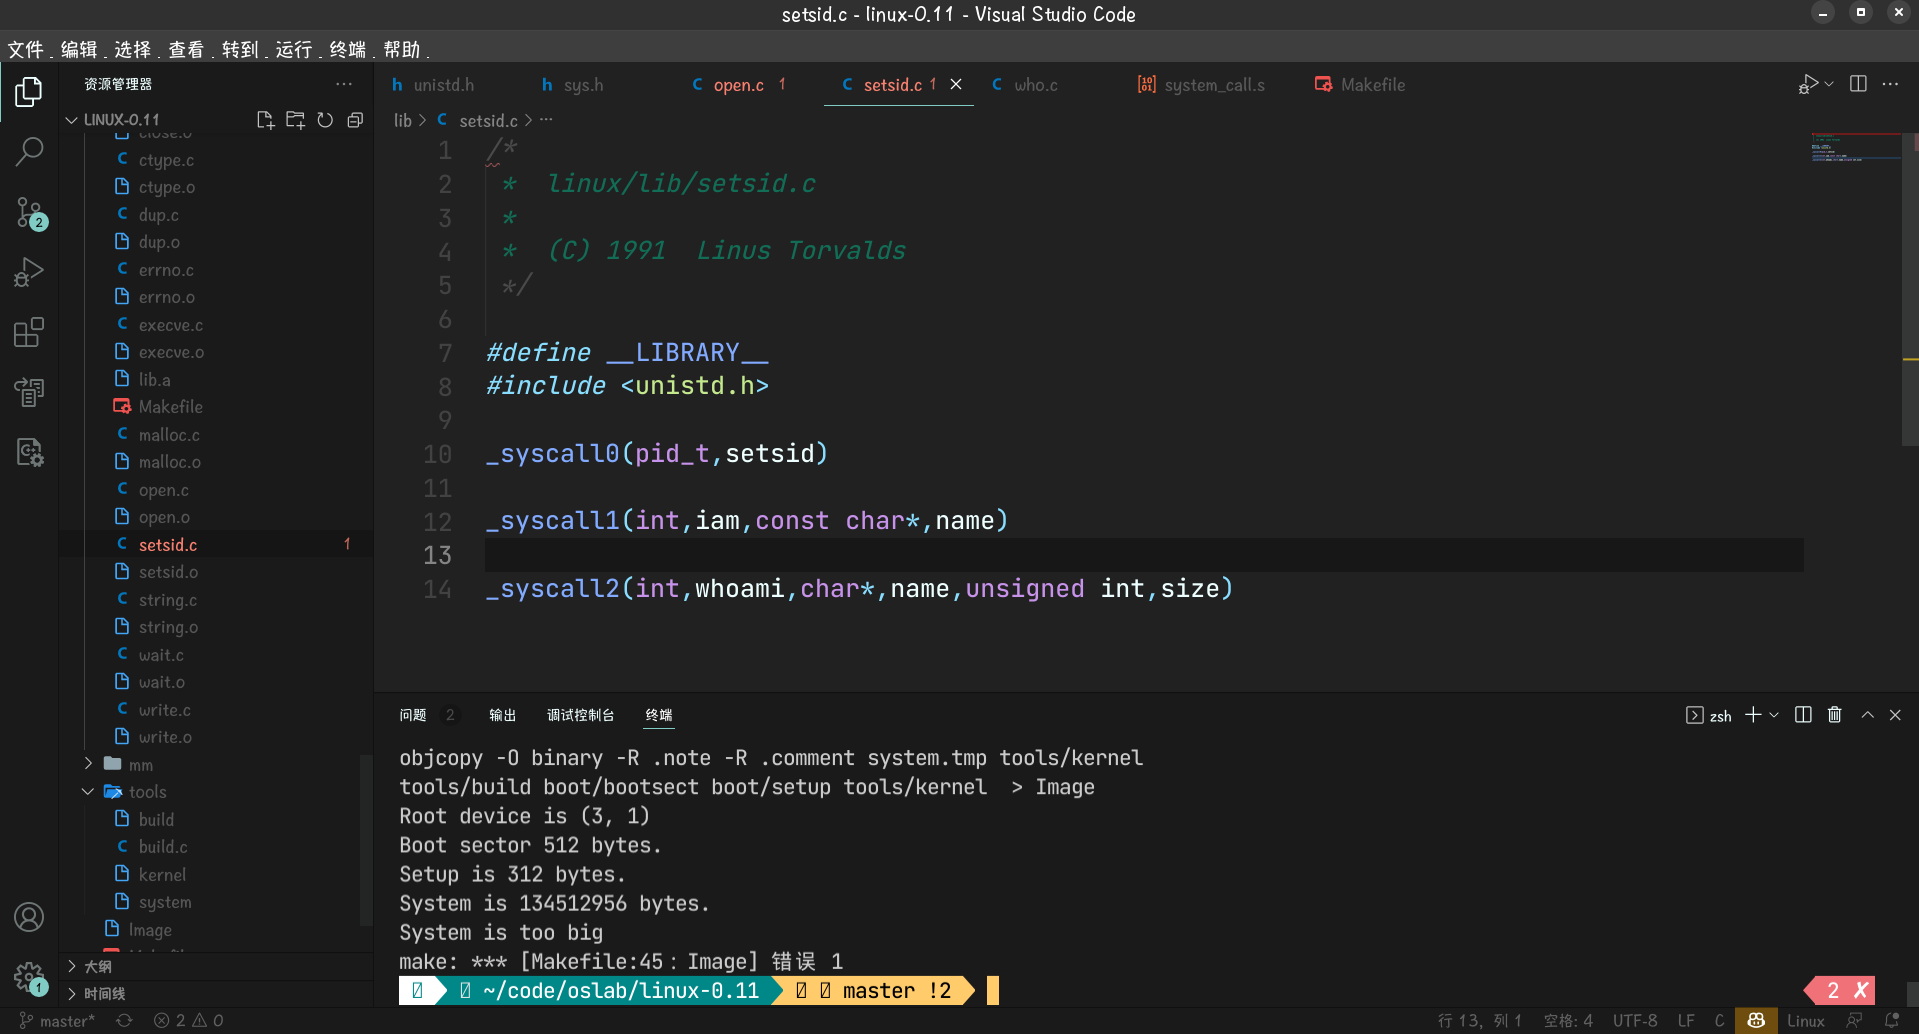 setsid.c - linux-0.11 - Visual Studio Code
文件 编辑 选择 查看 转到 运行 终端 帮助
资源管理器 ···
unistd.h sys.h open.c 1 setsid.c 1 who.c system_call.s Makefile
LINUX-0.11
lib > setsid.c > ···
close.o
ctype.c
ctype.o
dup.c
dup.o
errno.c
errno.o
execve.c
execve.o
lib.a
Makefile
malloc.c
malloc.o
open.c
open.o
setsid.c 1
setsid.o
string.c
string.o
wait.c
wait.o
write.c
write.o
mm
tools
build
build.c
kernel
system
Image
大纲
时间线
2
1
1 /*
2 *  linux/lib/setsid.c
3 *
4 *  (C) 1991  Linus Torvalds
5 */
6
7 #define __LIBRARY__
8 #include <unistd.h>
9
10 _syscall0(pid_t,setsid)
11
12 _syscall1(int,iam,const char*,name)
13
14 _syscall2(int,whoami,char*,name,unsigned int,size)
问题 2 输出 调试控制台 终端 zsh
objcopy -O binary -R .note -R .comment system.tmp tools/kernel
tools/build boot/bootsect boot/setup tools/kernel  > Image
Root device is (3, 1)
Boot sector 512 bytes.
Setup is 312 bytes.
System is 134512956 bytes.
System is too big
make: *** [Makefile:45：Image] 错误 1
~/code/oslab/linux-0.11 master !2 2 ✘
master* 2 0 行 13, 列 1 空格: 4 UTF-8 LF C Linux